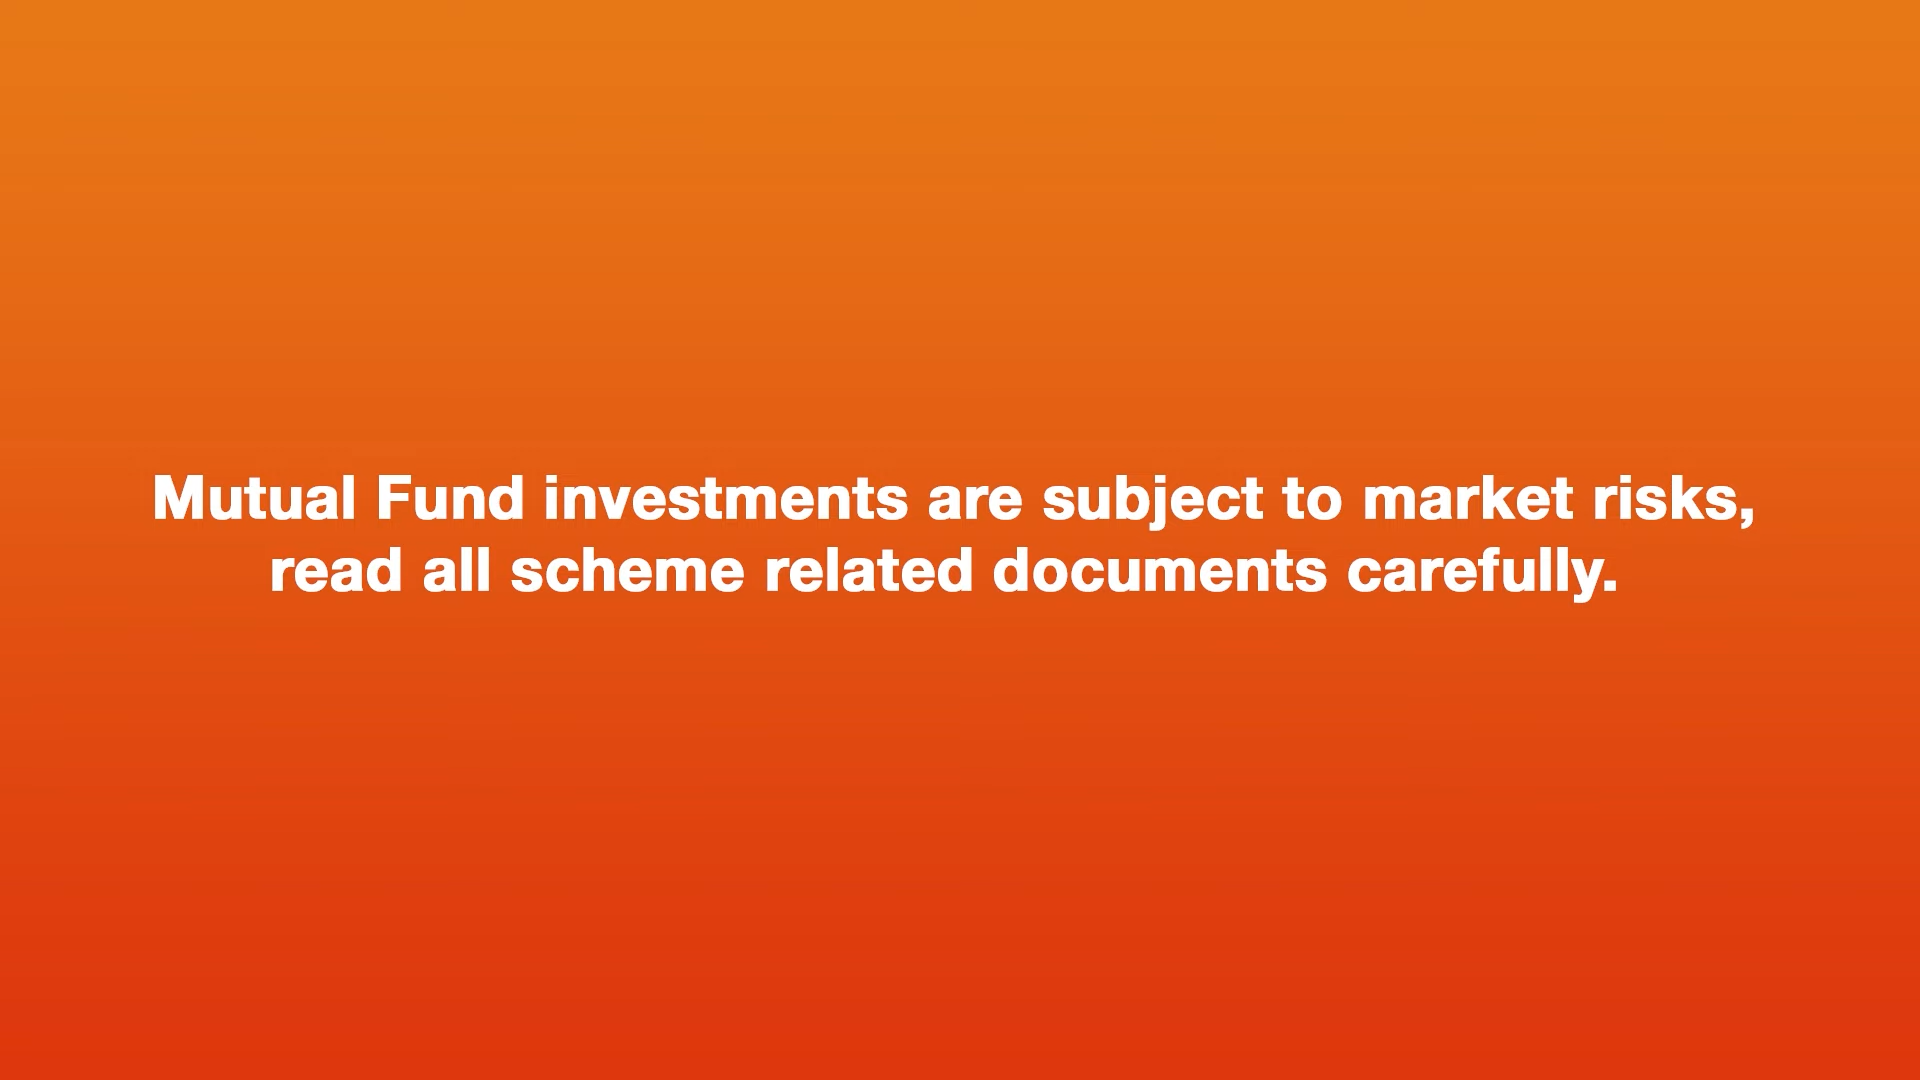 Mutual Fund investments are subject to market risks,
read all scheme related documents carefully.